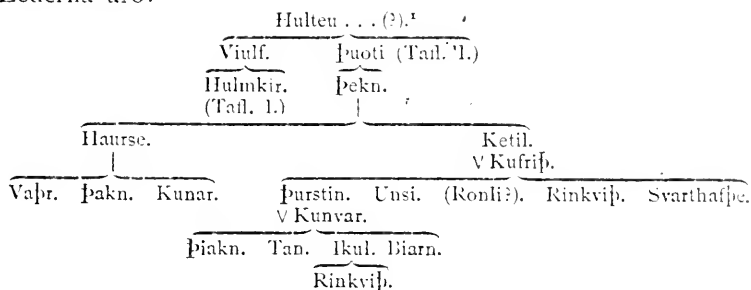 Hulteu . . . (?).¹
Viulf. Þuoti (Tafl. 1.)
Hulmkir. Þekn.
(Tafl. 1.)
Haurse. Ketil.
V Kufriþ.
Vaþr. Þakn. Kunar. Þurstin. Unsi. (Ronli?). Rinkviþ. Svarthafþe.
V Kunvar.
Þiakn. Tan. Ikul. Biarn.
Rinkviþ.